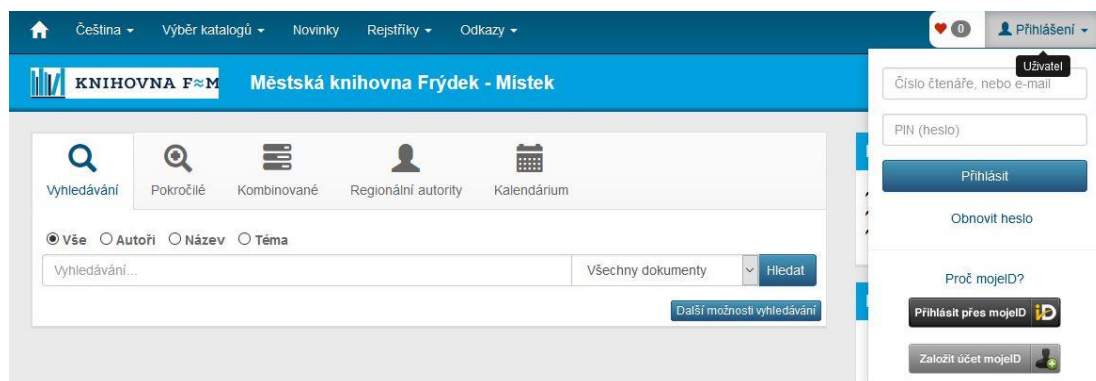 Čeština Výběr katalogů Novinky Rejstříky Odkazy 0 Přihlášení
Uživatel
KNIHOVNA F≈M Městská knihovna Frýdek - Místek
Číslo čtenáře, nebo e-mail
PIN (heslo)
Přihlásit
Obnovit heslo
Proč mojeID?
Přihlásit přes mojeID iD
Založit účet mojeID
Vyhledávání Pokročilé Kombinované Regionální autority Kalendárium
Vše Autoři Název Téma
Vyhledávání... Všechny dokumenty Hledat
Další možnosti vyhledávání